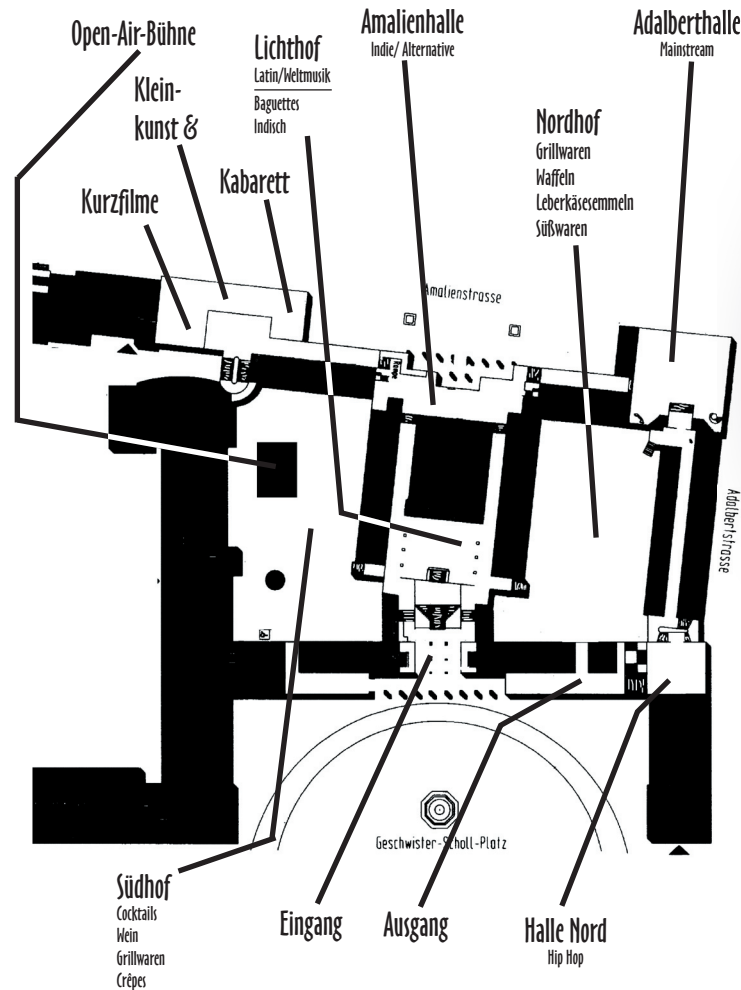 Open-Air-Bühne
Klein-
kunst &
Kurzfilme
Kabarett
Lichthof
Latin/Weltmusik
Baguettes
Indisch
Amalienhalle
Indie/ Alternative
Nordhof
Grillwaren
Waffeln
Leberkäsesemmeln
Süßwaren
Adalberthalle
Mainstream
Amalienstrasse
Adalbertstrasse
Geschwister-Scholl-Platz
Südhof
Cocktails
Wein
Grillwaren
Crêpes
Eingang
Ausgang
Halle Nord
Hip Hop